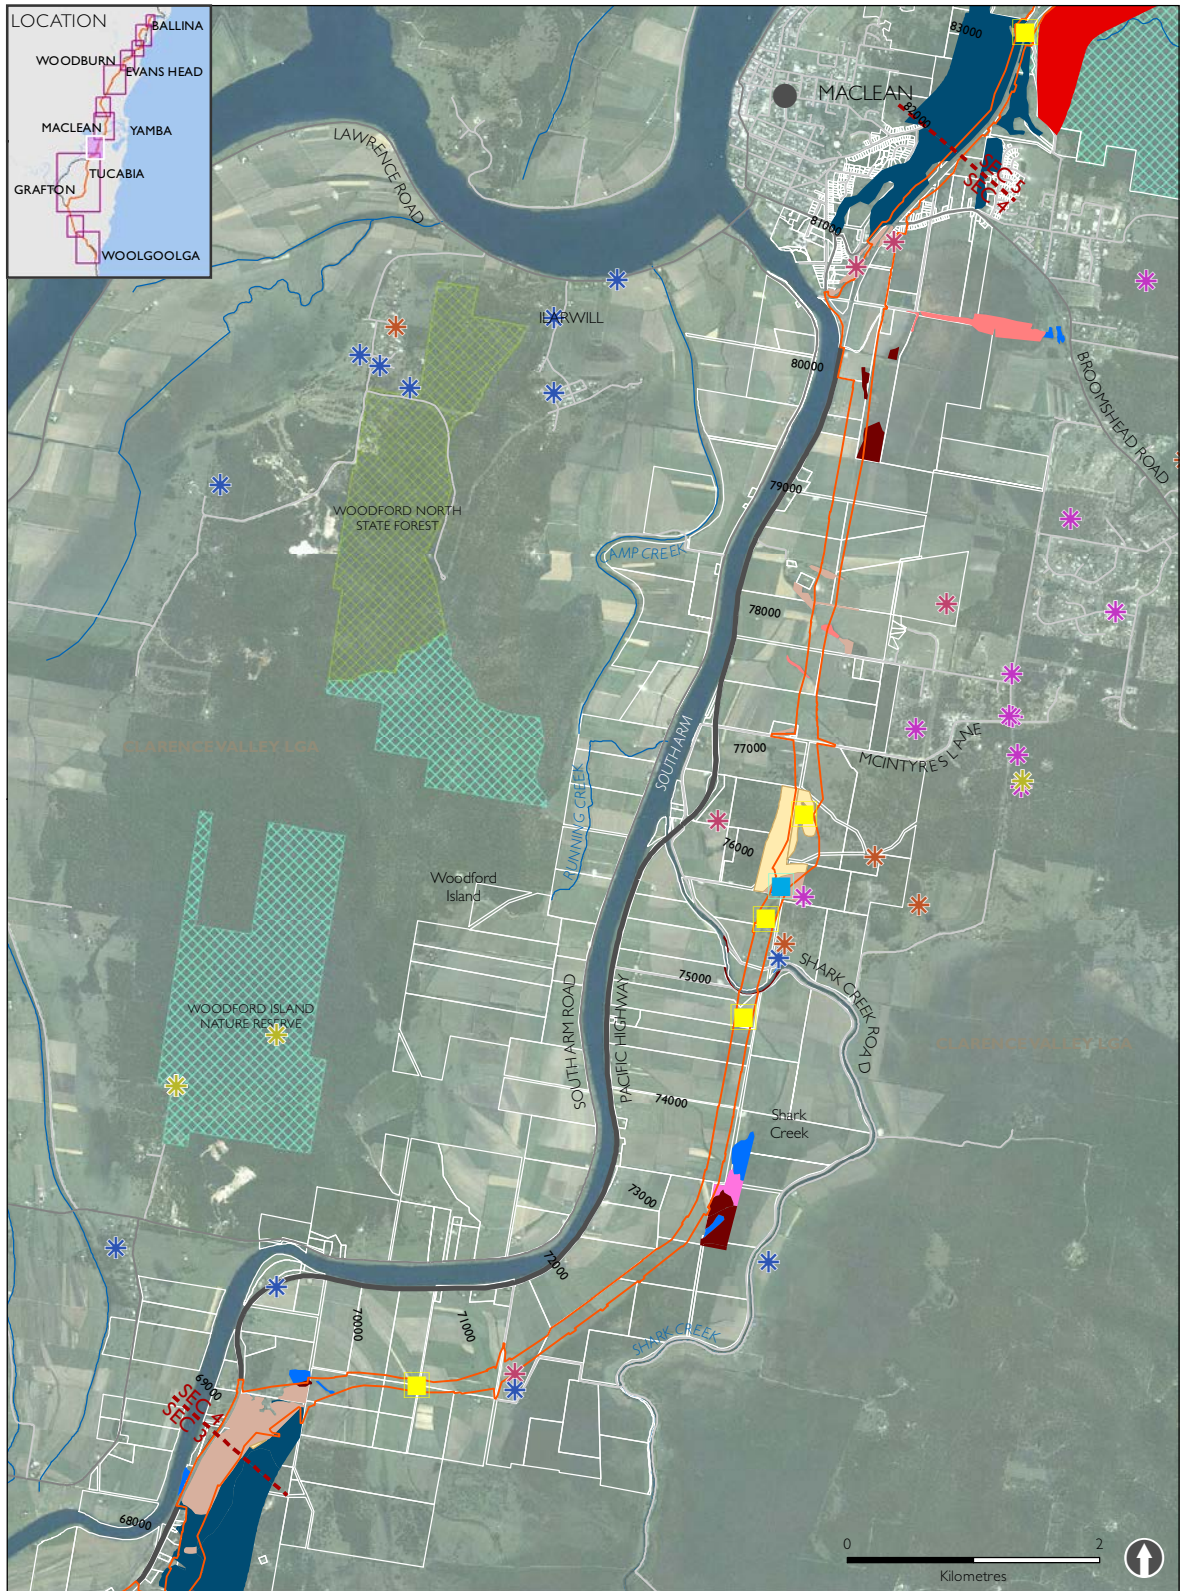 LOCATION
BALLINA
WOODBURN
EVANS HEAD
MACLEAN
YAMBA
TUCABIA
GRAFTON
WOOLGOOLGA
83000
MACLEAN
82000
SEC 5
SEC 4
LAWRENCE ROAD
81000
ILARWILL
80000
BROOMSHEAD ROAD
79000
WOODFORD NORTH
STATE FOREST
AMP CREEK
78000
SOUTH ARM
77000
MCINTYRES LANE
CLARENCE VALLEY LGA
RUNNING CREEK
76000
Woodford
Island
SHARK CREEK ROAD
75000
WOODFORD ISLAND
NATURE RESERVE
SOUTH ARM ROAD
PACIFIC HIGHWAY
CLARENCE VALLEY LGA
74000
Shark
Creek
73000
72000
70000
71000
SHARK CREEK
69000
SEC 4
SEC 3
68000
0
2
Kilometres